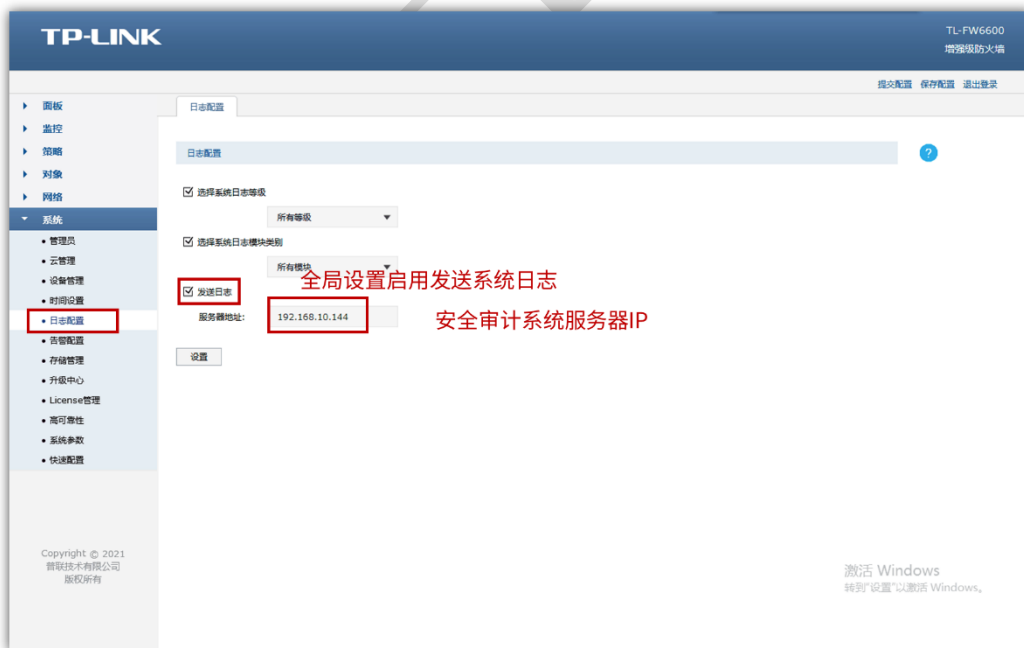 TP-LINK
TL-FW6600
增强级防火墙
提交配置 保存配置 退出登录
面板
监控
策略
对象
网络
系统
管理员
云管理
设备管理
时间设置
日志配置
告警配置
存储管理
升级中心
License管理
高可靠性
系统参数
快速配置
Copyright © 2021
普联技术有限公司
版权所有
日志配置
日志配置
?
选择系统日志等级
所有等级
选择系统日志模块类别
所有模块
全局设置启用发送系统日志
发送日志
服务器地址:
192.168.10.144
安全审计系统服务器IP
设置
激活 Windows
转到"设置"以激活 Windows。